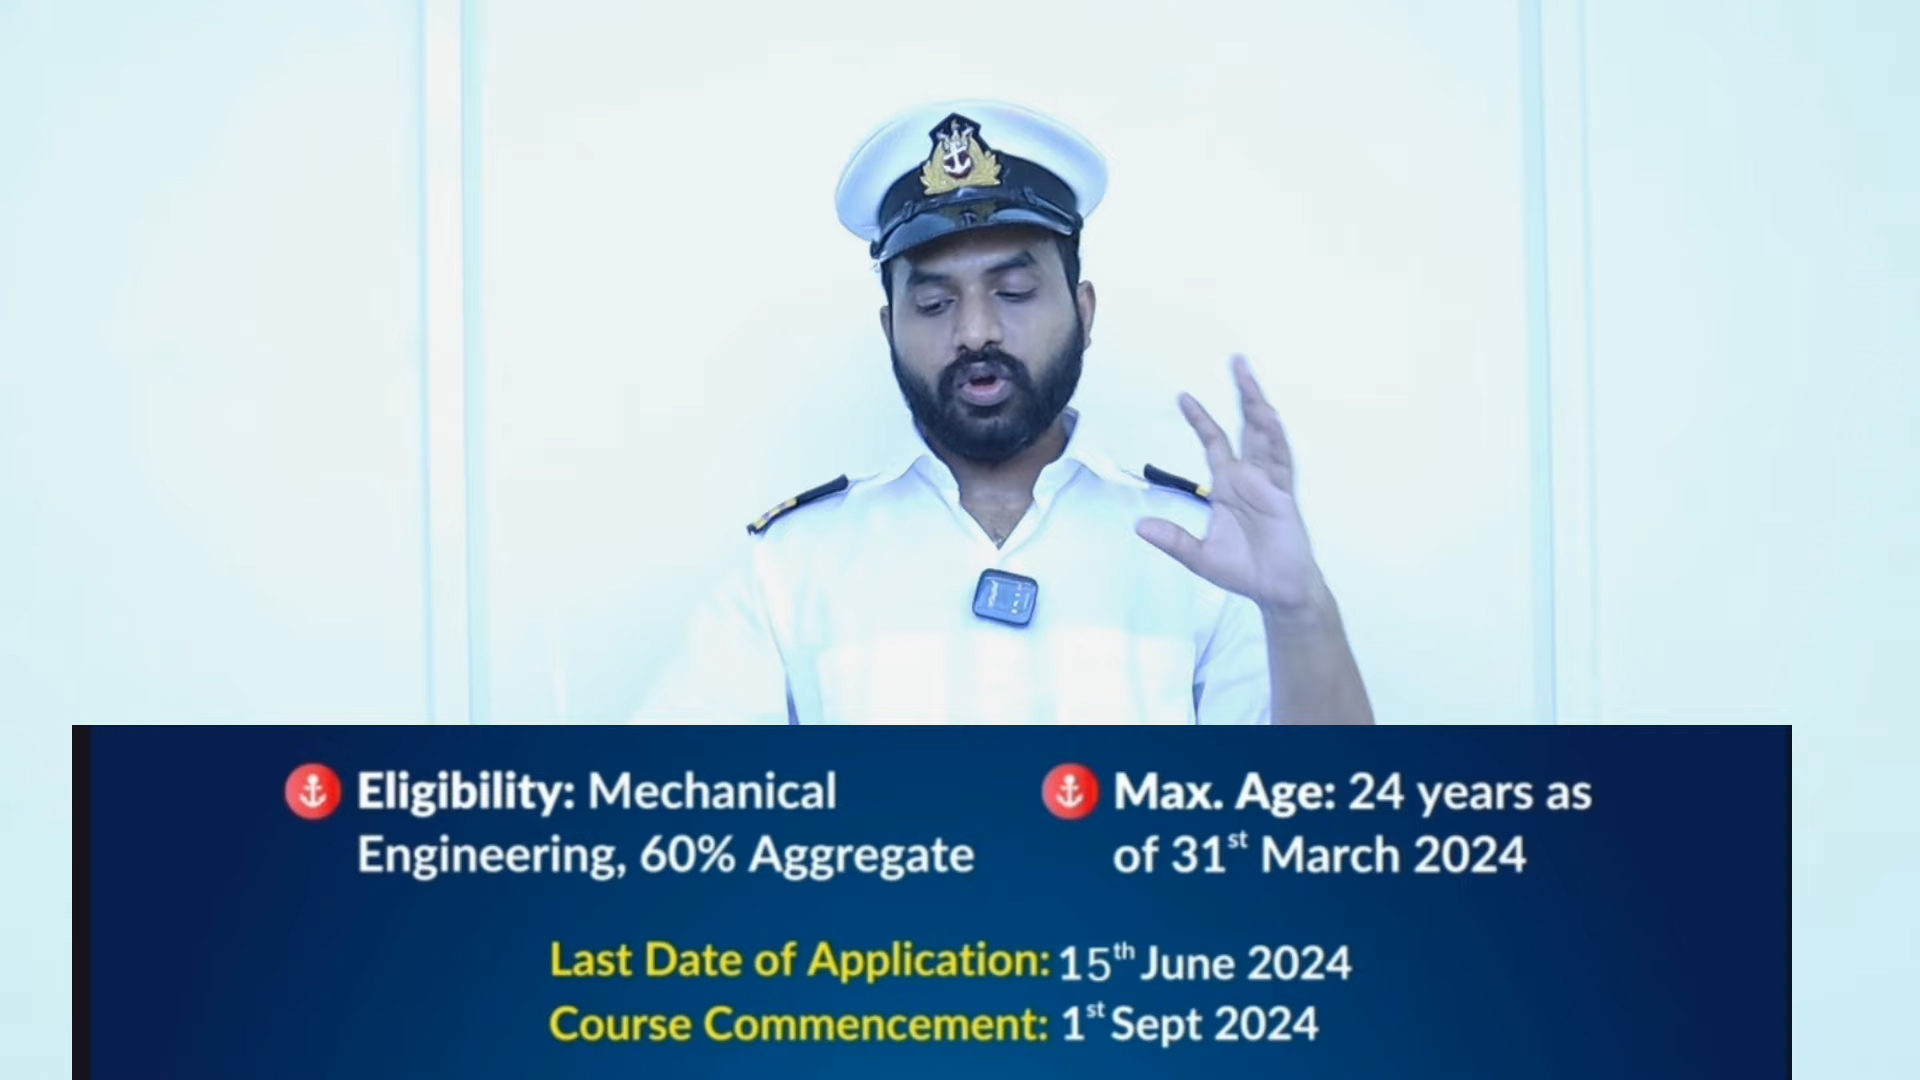 Eligibility: Mechanical
Engineering, 60% Aggregate
Max. Age: 24 years as
of 31st March 2024
Last Date of Application: 15th June 2024
Course Commencement: 1st Sept 2024